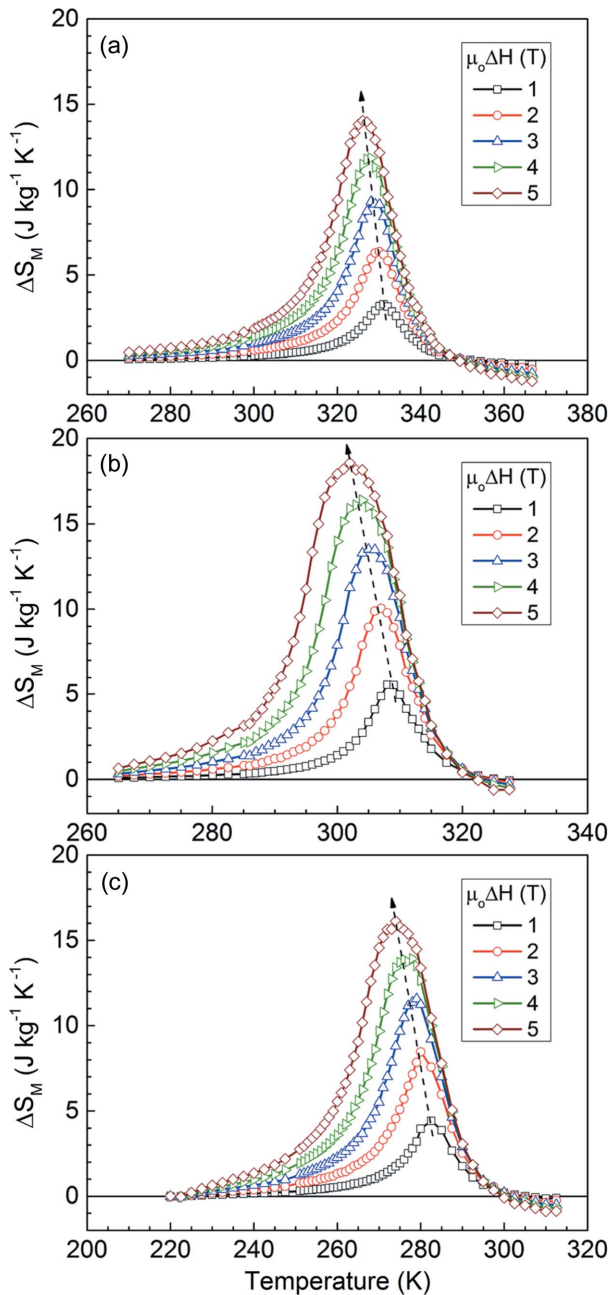 (a)
μₒΔH (T)
1
2
3
4
5
20
15
10
5
0
ΔS_M (J kg⁻¹ K⁻¹)
260 280 300 320 340 360 380
(b)
μₒΔH (T)
1
2
3
4
5
20
15
10
5
0
ΔS_M (J kg⁻¹ K⁻¹)
260 280 300 320 340
(c)
μₒΔH (T)
1
2
3
4
5
20
15
10
5
0
ΔS_M (J kg⁻¹ K⁻¹)
200 220 240 260 280 300 320
Temperature (K)